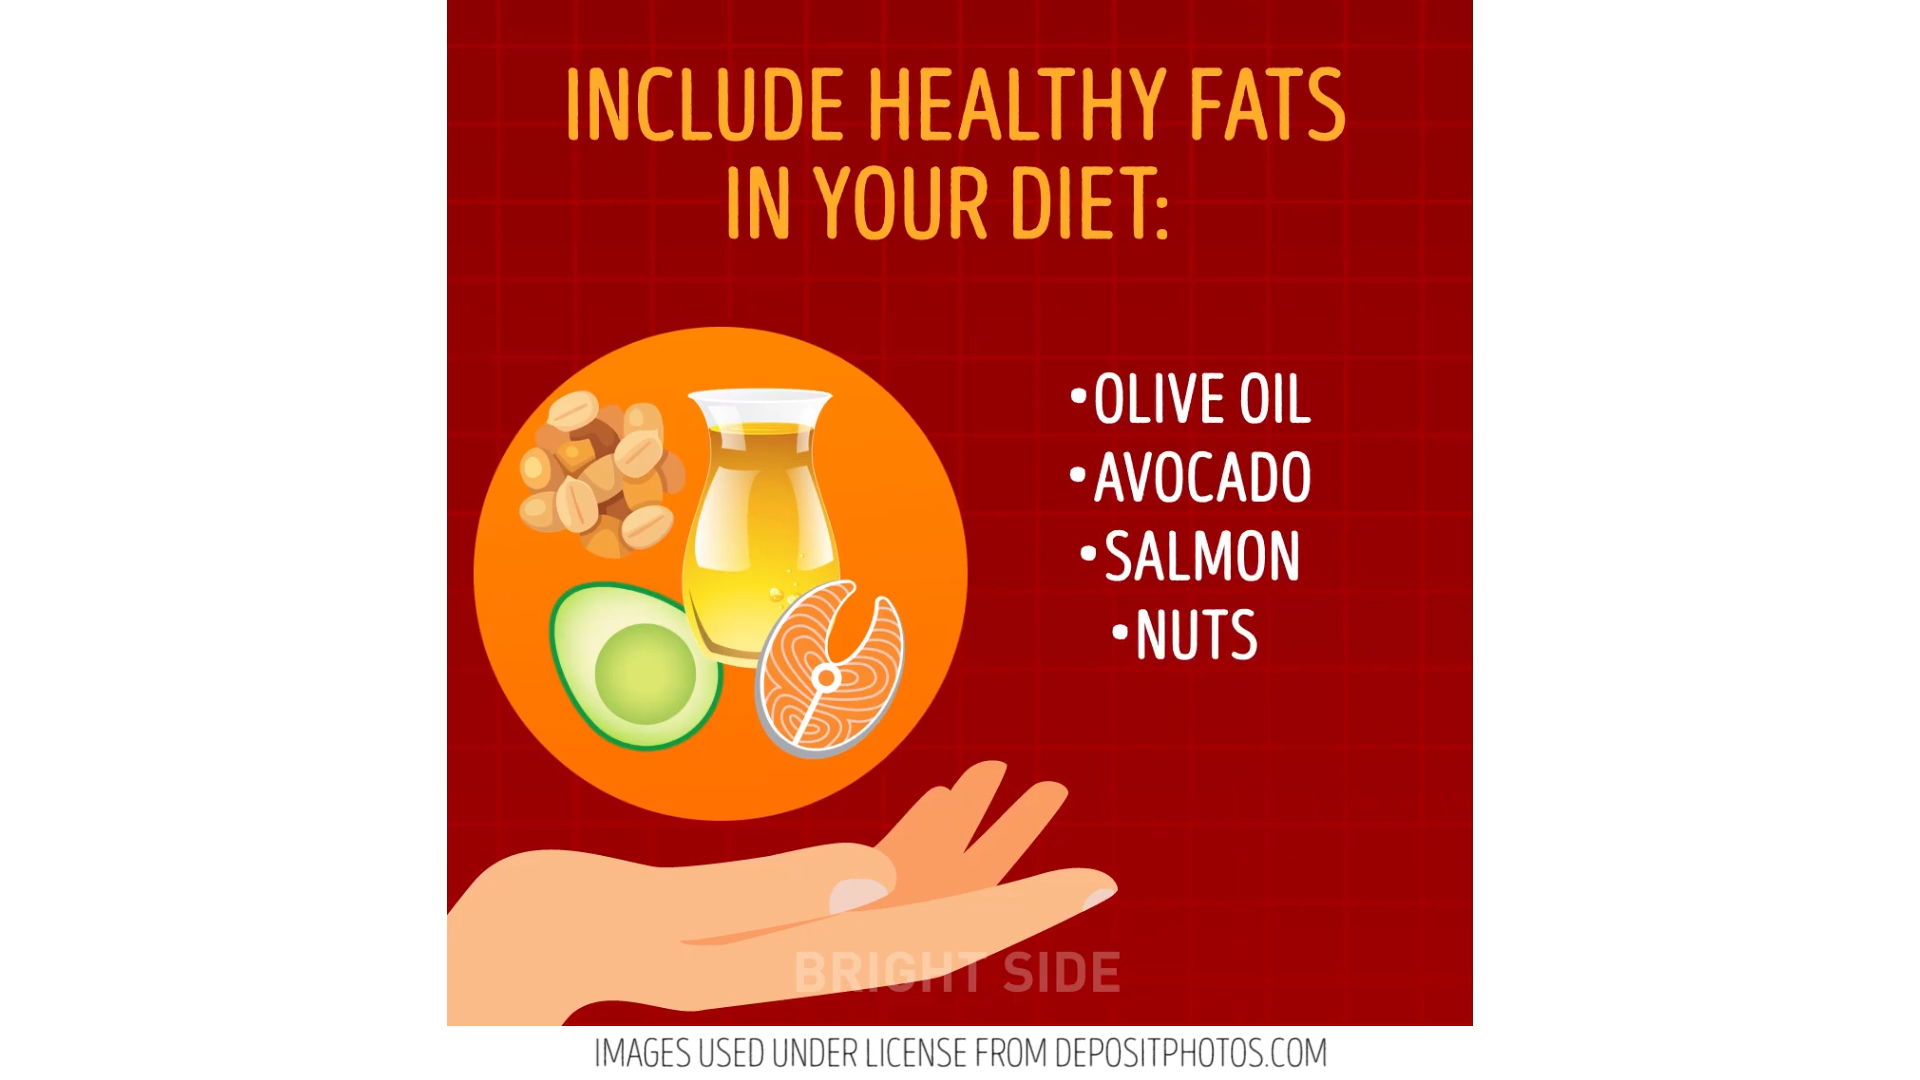 INCLUDE HEALTHY FATS
IN YOUR DIET:
•OLIVE OIL
•AVOCADO
•SALMON
•NUTS
BRIGHT SIDE
IMAGES USED UNDER LICENSE FROM DEPOSITPHOTOS.COM